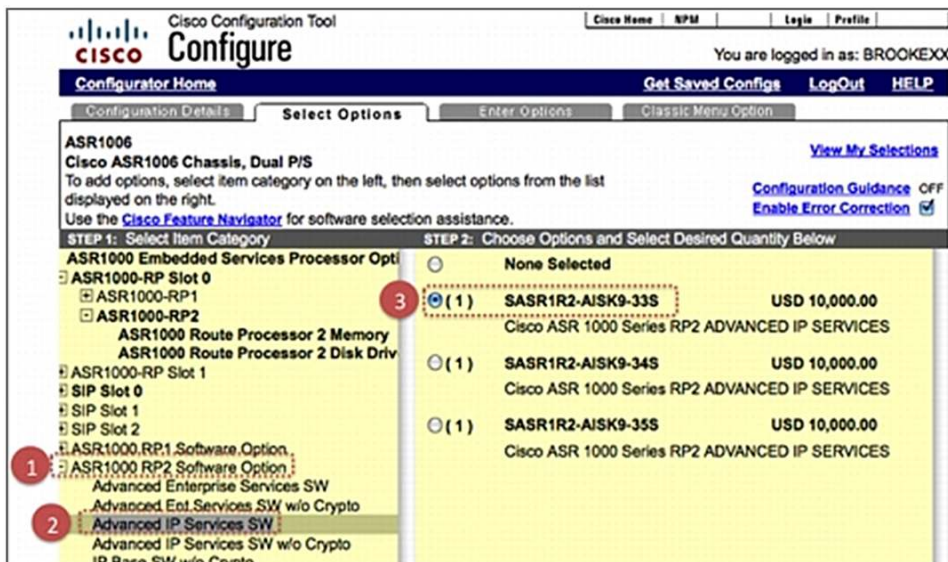 Cisco Configuration Tool
Cisco Home NPM Login Profile
CISCO Configure
You are logged in as: BROOKEXX
Configurator Home Get Saved Configs LogOut HELP
Configuration Details Select Options Enter Options Classic Menu Option
ASR1006
Cisco ASR1006 Chassis, Dual P/S
View My Selections
To add options, select item category on the left, then select options from the list
displayed on the right.
Configuration Guidance OFF
Use the Cisco Feature Navigator for software selection assistance.
Enable Error Correction
STEP 1: Select Item Category
ASR1000 Embedded Services Processor Opti
ASR1000-RP Slot 0
ASR1000-RP1
ASR1000-RP2
ASR1000 Route Processor 2 Memory
ASR1000 Route Processor 2 Disk Driv
ASR1000-RP Slot 1
SIP Slot 0
SIP Slot 1
SIP Slot 2
ASR1000 RP1 Software Option
1 ASR1000 RP2 Software Option
Advanced Enterprise Services SW
Advanced Ent Services SW w/o Crypto
2 Advanced IP Services SW
Advanced IP Services SW w/o Crypto
IP Base SW w/o Crypto
STEP 2: Choose Options and Select Desired Quantity Below
None Selected
3 (1) SASR1R2-AISK9-33S USD 10,000.00
Cisco ASR 1000 Series RP2 ADVANCED IP SERVICES
(1) SASR1R2-AISK9-34S USD 10,000.00
Cisco ASR 1000 Series RP2 ADVANCED IP SERVICES
(1) SASR1R2-AISK9-35S USD 10,000.00
Cisco ASR 1000 Series RP2 ADVANCED IP SERVICES